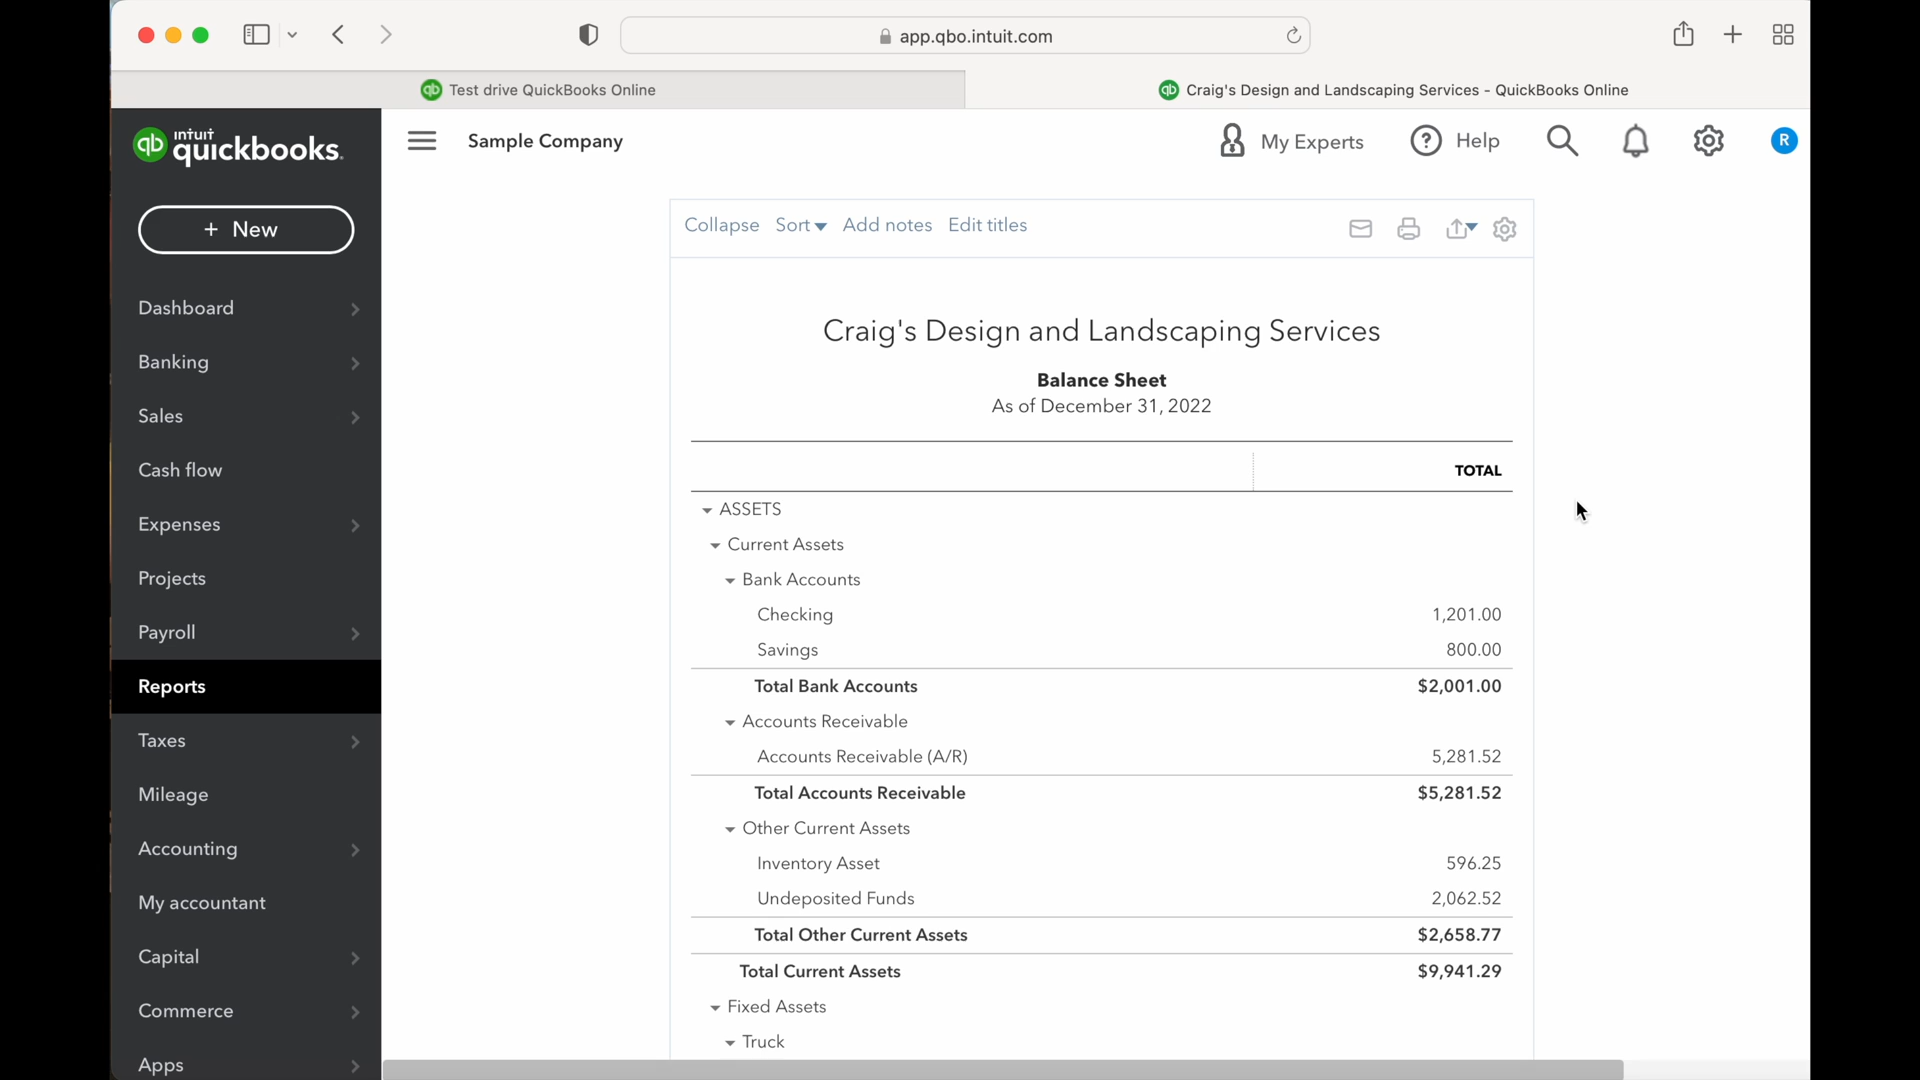 app.qbo.intuit.com
qb Test drive QuickBooks Online
qb Craig's Design and Landscaping Services - QuickBooks Online
qb intuit quickbooks.
Sample Company
My Experts
? Help
R
+ New
Dashboard
Banking
Sales
Cash flow
Expenses
Projects
Payroll
Reports
Taxes
Mileage
Accounting
My accountant
Capital
Commerce
Apps
Collapse Sort Add notes Edit titles
Craig's Design and Landscaping Services
Balance Sheet
As of December 31, 2022
TOTAL
ASSETS
Current Assets
Bank Accounts
Checking 1,201.00
Savings 800.00
Total Bank Accounts $2,001.00
Accounts Receivable
Accounts Receivable (A/R) 5,281.52
Total Accounts Receivable $5,281.52
Other Current Assets
Inventory Asset 596.25
Undeposited Funds 2,062.52
Total Other Current Assets $2,658.77
Total Current Assets $9,941.29
Fixed Assets
Truck